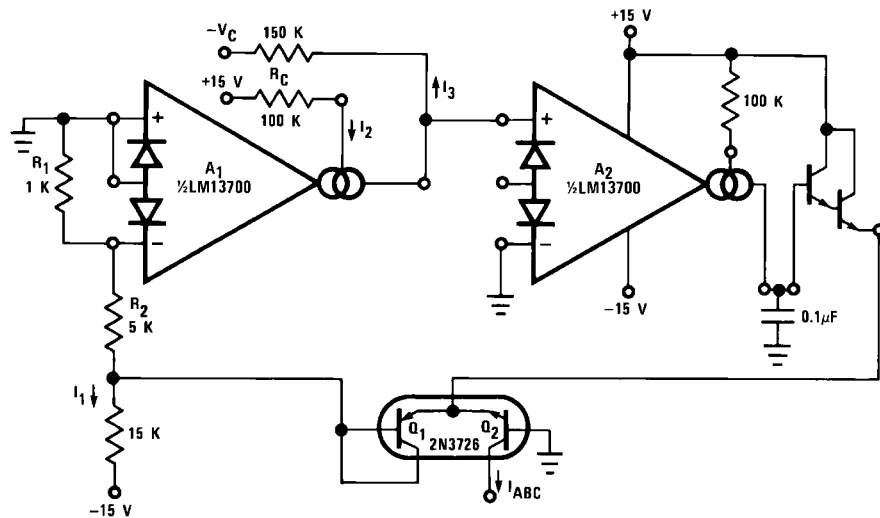 −V_C
150 K
+15 V
R_C
100 K
I_3
I_2
+
A_1
½LM13700
−
R_1
1 K
R_2
5 K
I_1
15 K
−15 V
+15 V
100 K
+
A_2
½LM13700
−
−15 V
0.1μF
Q_1
Q_2
2N3726
I_ABC